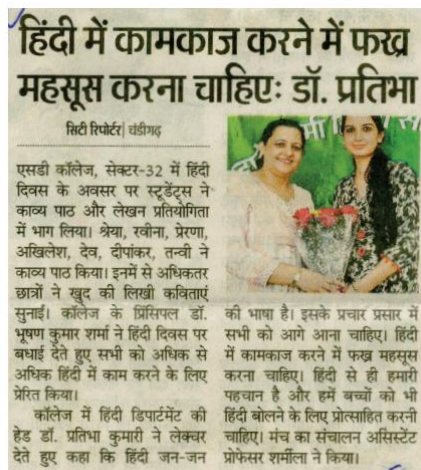 हिंदी में कामकाज करने में फख्र
महसूस करना चाहिए: डॉ. प्रतिभा
सिटी रिपोर्टर| चंडीगढ़
एसडी कॉलेज, सेक्टर-32 में हिंदी
दिवस के अवसर पर स्टूडेंट्स ने
काव्य पाठ और लेखन प्रतियोगिता
में भाग लिया। श्रेया, रवीना, प्रेरणा,
अखिलेश, देव, दीपांकर, तन्वी ने
काव्य पाठ किया। इनमें से अधिकतर
छात्रों ने खुद की लिखी कविताएं
सुनाईं। कॉलेज के प्रिंसिपल डॉ.
भूषण कुमार शर्मा ने हिंदी दिवस पर
बधाई देते हुए सभी को अधिक से
अधिक हिंदी में काम करने के लिए
प्रेरित किया।
कॉलेज में हिंदी डिपार्टमेंट की
हेड डॉ. प्रतिभा कुमारी ने लेक्चर
देते हुए कहा कि हिंदी जन-जन
की भाषा है। इसके प्रचार प्रसार में
सभी को आगे आना चाहिए। हिंदी
में कामकाज करने में फख्र महसूस
करना चाहिए। हिंदी से ही हमारी
पहचान है और हमें बच्चों को भी
हिंदी बोलने के लिए प्रोत्साहित करनी
चाहिए। मंच का संचालन असिस्टेंट
प्रोफेसर शर्मीला ने किया।